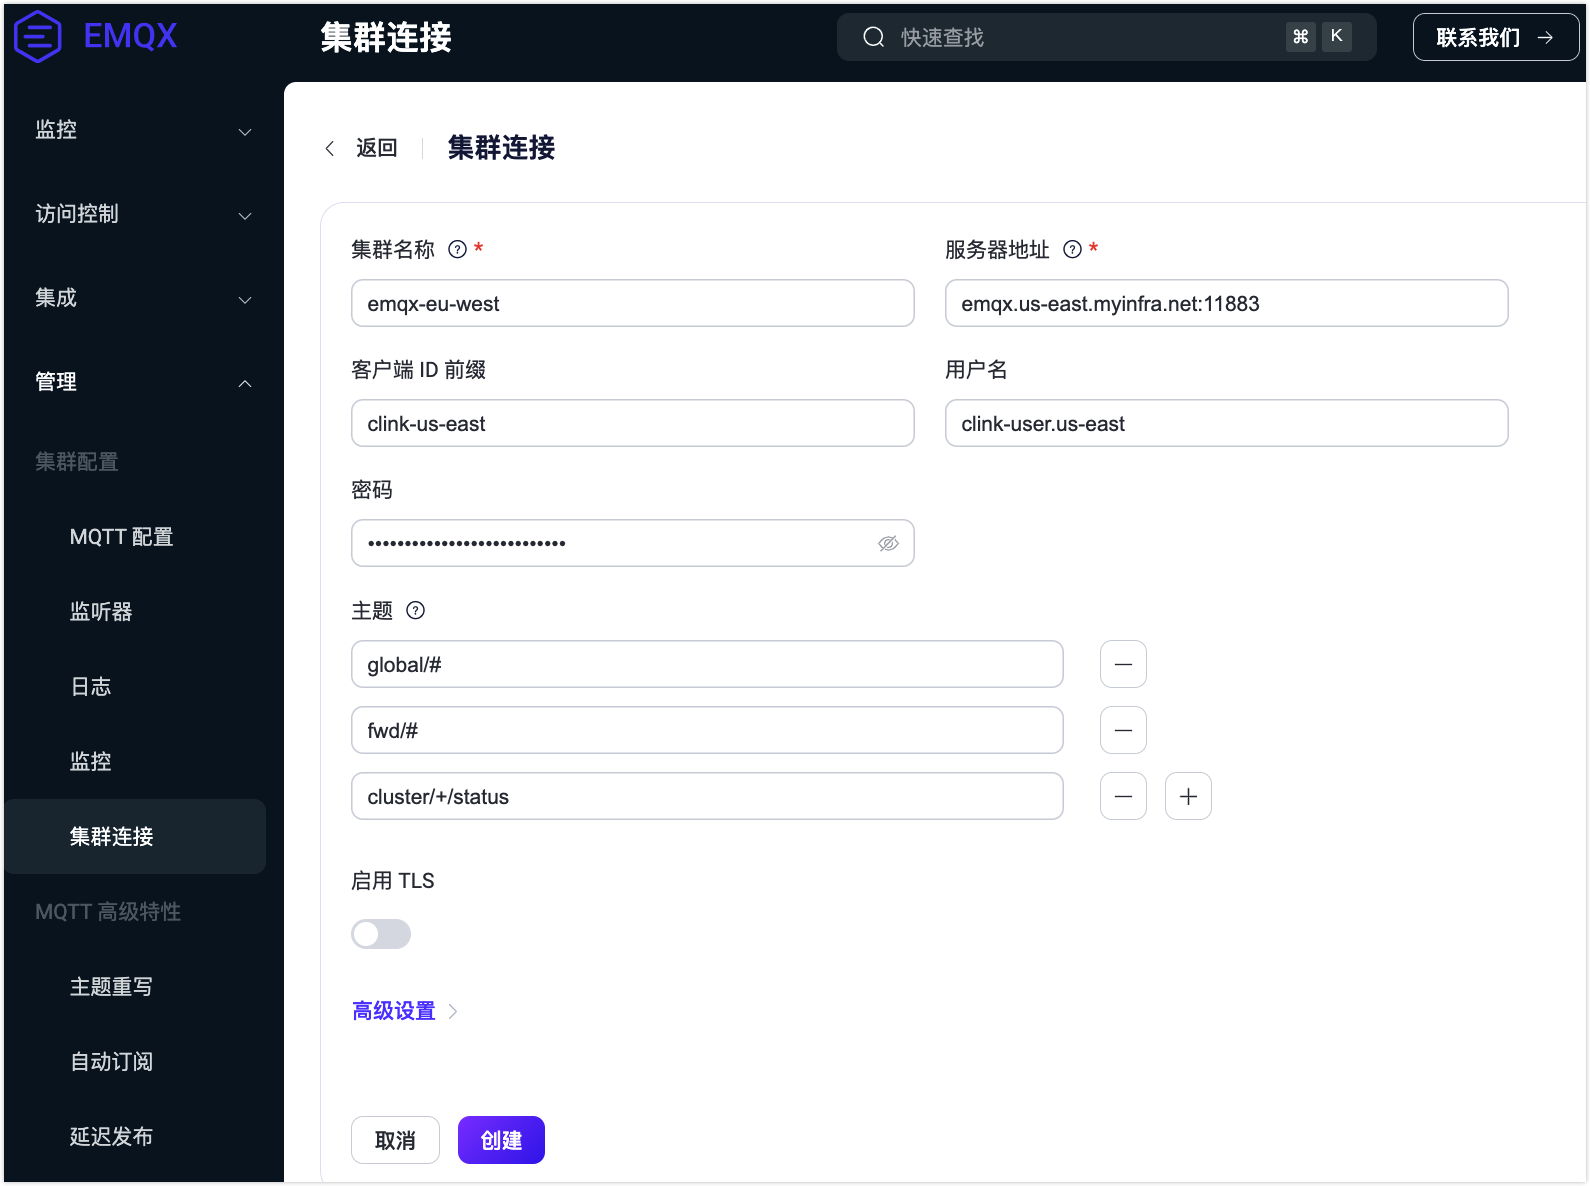 EMQX
集群连接
快速查找
⌘ K
联系我们 →
监控
访问控制
集成
管理
集群配置
MQTT 配置
监听器
日志
监控
集群连接
MQTT 高级特性
主题重写
自动订阅
延迟发布
返回 集群连接
集群名称 *
服务器地址 *
emqx-eu-west
emqx.us-east.myinfra.net:11883
客户端 ID 前缀
用户名
clink-us-east
clink-user.us-east
密码
•••••••••••••••••••••••••••
主题
global/#
fwd/#
cluster/+/status
启用 TLS
高级设置
取消
创建